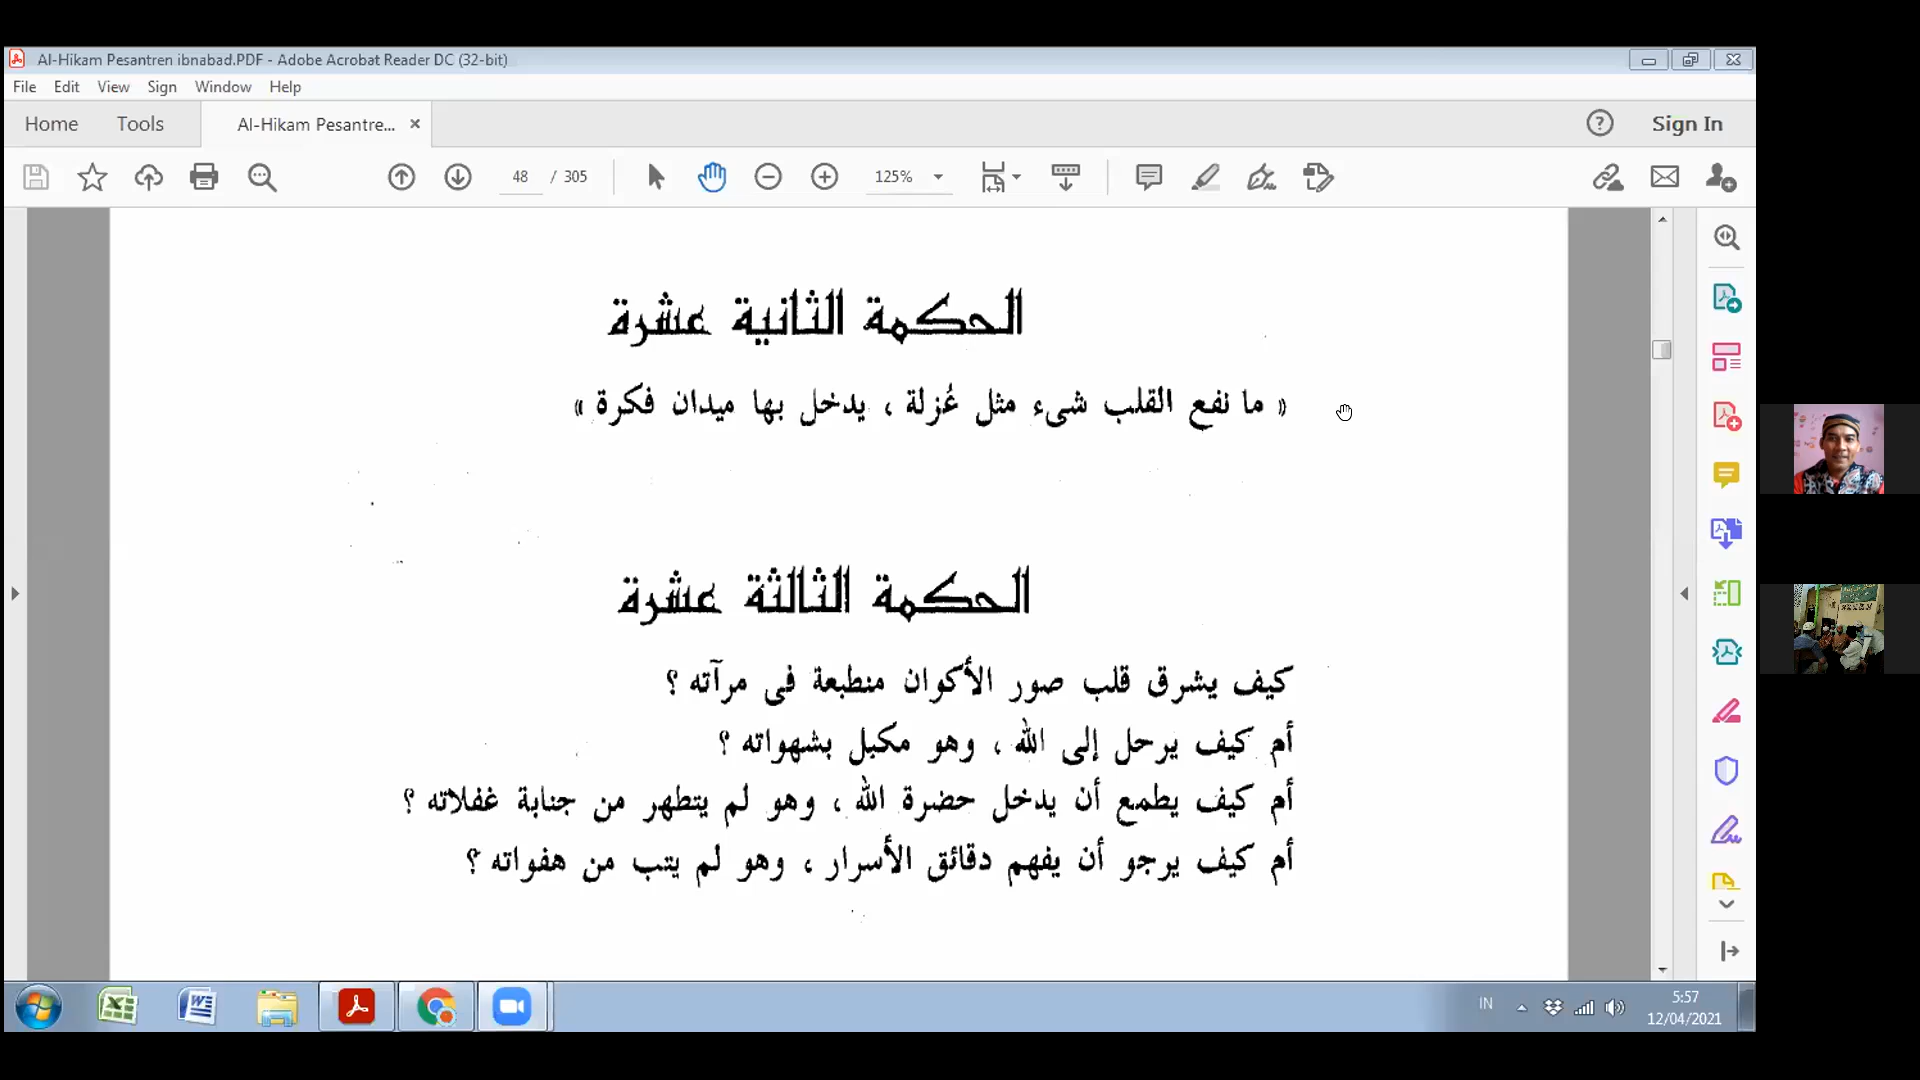 Al-Hikam Pesantren ibnabad.PDF - Adobe Acrobat Reader DC (32-bit)
File Edit View Sign Window Help
Home Tools Al-Hikam Pesantre... Sign In
48 / 305 125%
الحكمة الثانية عشرة
« ما نفع القلب شىء مثل عُزلة ، يدخل بها ميدان فكرة »
الحكمة الثالثة عشرة
كيف يشرق قلب صور الأكوان منطبعة فى مرآته ؟
أم كيف يرحل إلى الله ، وهو مكبل بشهواته ؟
أم كيف يطمع أن يدخل حضرة الله ، وهو لم يتطهر من جنابة غفلاته ؟
أم كيف يرجو أن يفهم دقائق الأسرار ، وهو لم يتب من هفواته ؟
IN 5:57
12/04/2021